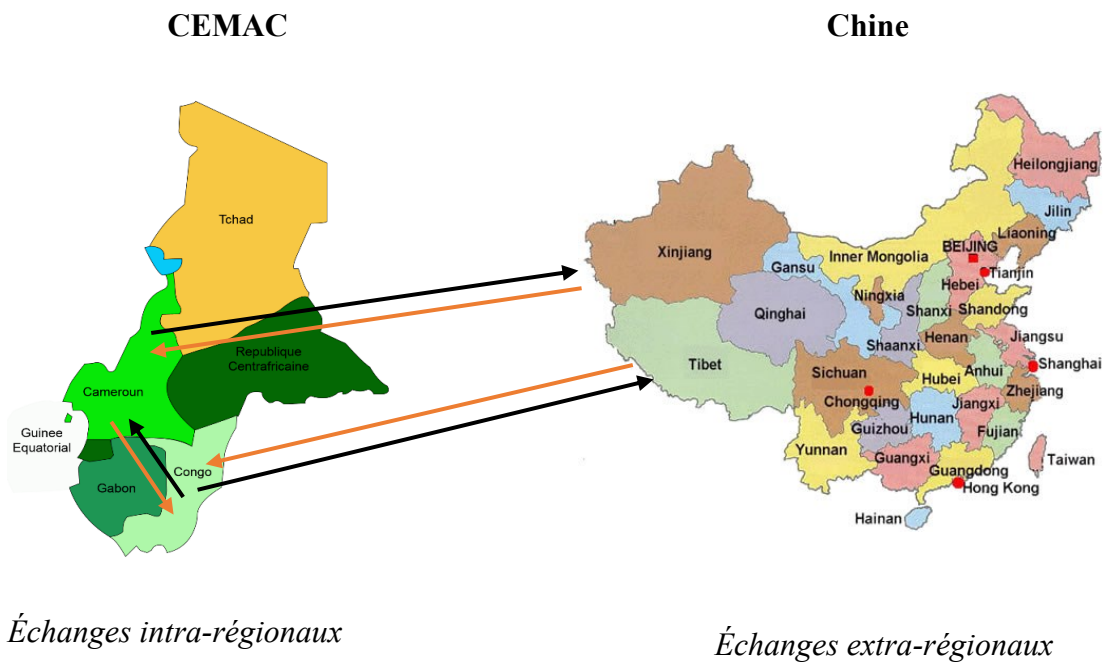 CEMAC
Chine
Tchad
Republique
Centrafricaine
Cameroun
Guinee
Equatorial
Gabon
Congo
Heilongjiang
Jilin
Liaoning
BEIJING
Tianjin
Inner Mongolia
Xinjiang
Gansu
Hebei
Ningxia
Shanxi
Shandong
Qinghai
Henan
Jiangsu
Shaanxi
Tibet
Sichuan
Shanghai
Anhui
Hubei
Zhejiang
Chongqing
Hunan
Jiangxi
Guizhou
Fujian
Yunnan
Guangxi
Taiwan
Guangdong
Hong Kong
Hainan
Échanges intra-régionaux
Échanges extra-régionaux